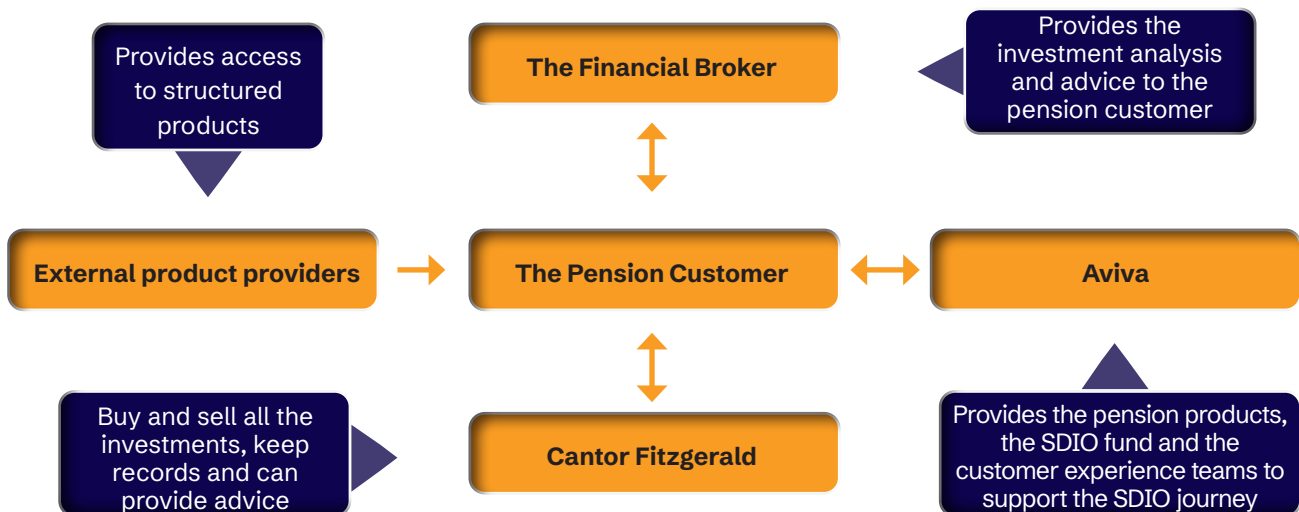 Provides access
to structured
products
The Financial Broker
Provides the
investment analysis
and advice to the
pension customer
External product providers
The Pension Customer
Aviva
Buy and sell all the
investments, keep
records and can
provide advice
Cantor Fitzgerald
Provides the pension products,
the SDIO fund and the
customer experience teams to
support the SDIO journey